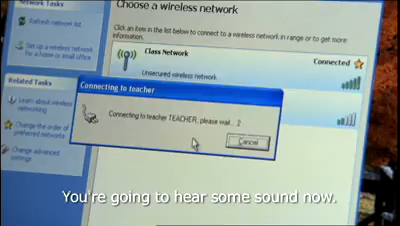 Network Tasks
Choose a wireless network
Refresh network list
Set up a wireless network
for a home or small office
Click an item in the list below to connect to a wireless network in range or to get more
information.
Class Network
Connected
Unsecured wireless network
Related Tasks
Learn about wireless
networking
Change the order of
preferred networks
Change advanced
settings
Connecting to teacher
Connecting to teacher TEACHER, please wait... 2
Cancel
You're going to hear some sound now.